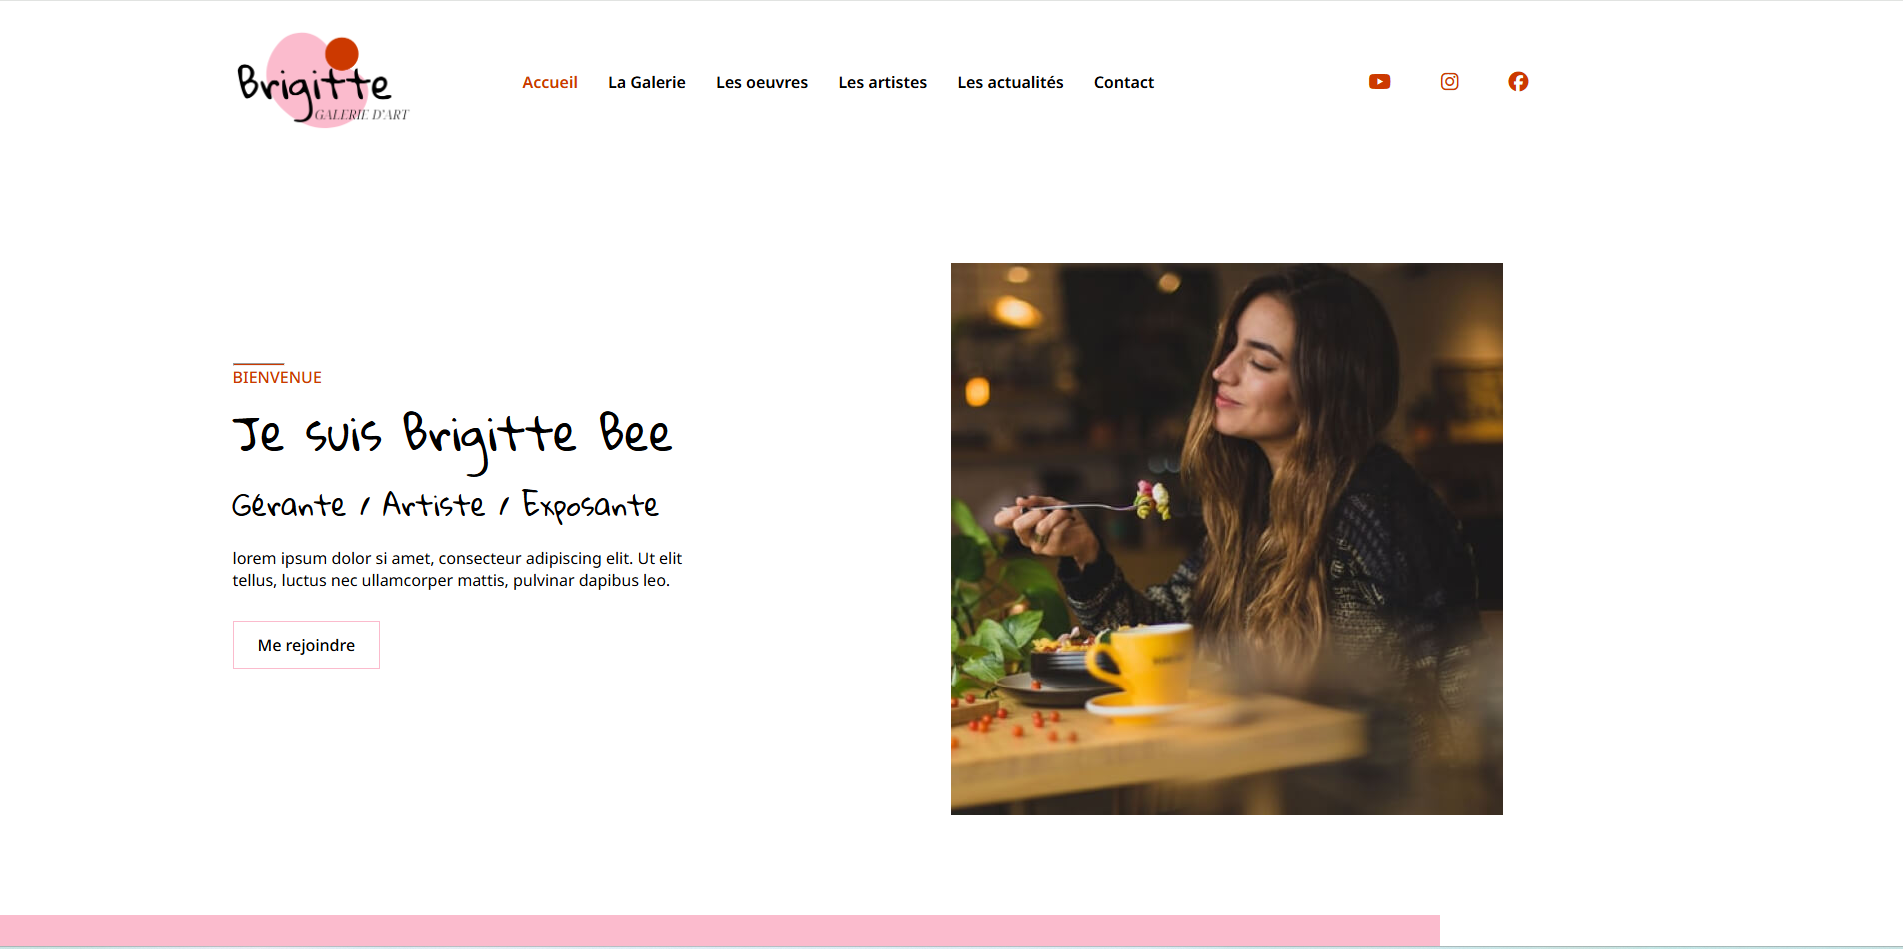 Brigitte
GALERIE D'ART
Accueil La Galerie Les oeuvres Les artistes Les actualités Contact
BIENVENUE
Je suis Brigitte Bee
Gérante / Artiste / Exposante
lorem ipsum dolor si amet, consecteur adipiscing elit. Ut elit
tellus, luctus nec ullamcorper mattis, pulvinar dapibus leo.
Me rejoindre